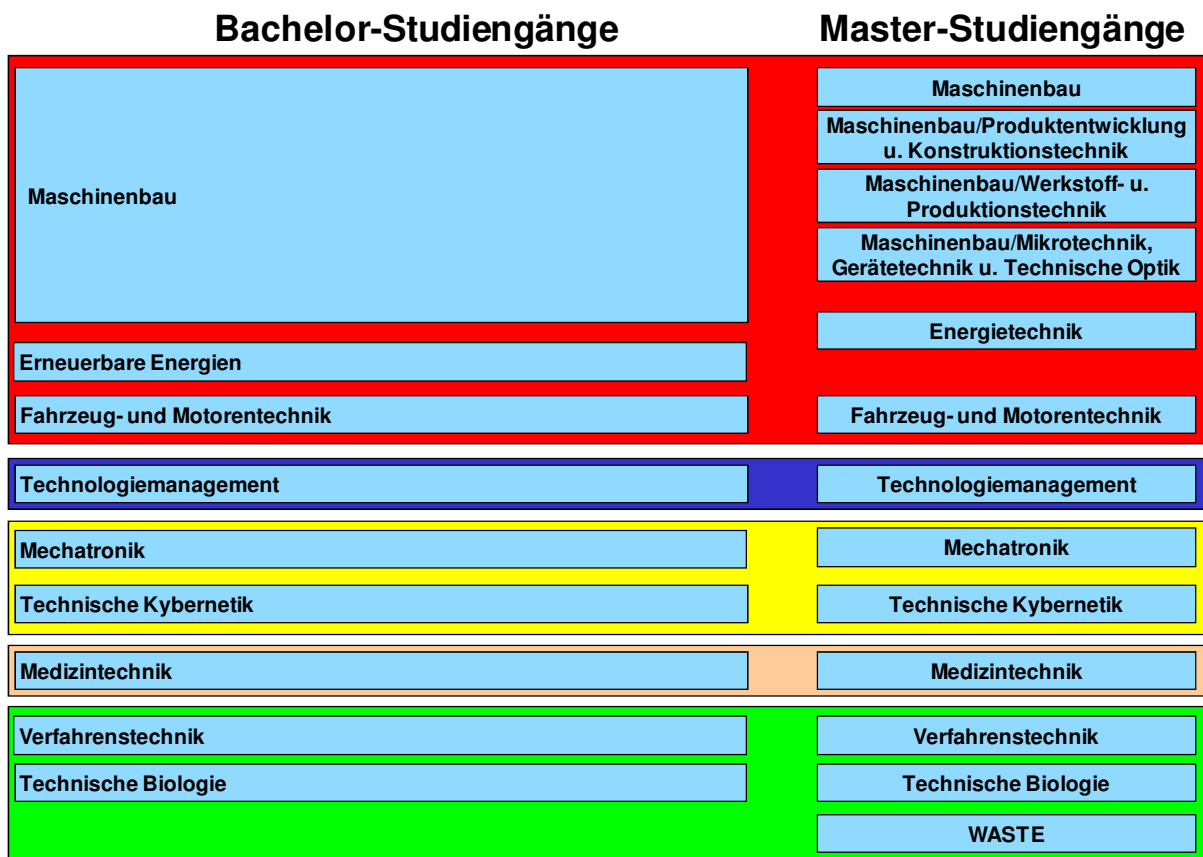 Bachelor-Studiengänge
Master-Studiengänge
Maschinenbau
Maschinenbau
Maschinenbau/Produktentwicklung
u. Konstruktionstechnik
Maschinenbau/Werkstoff- u.
Produktionstechnik
Maschinenbau/Mikrotechnik,
Gerätetechnik u. Technische Optik
Energietechnik
Erneuerbare Energien
Fahrzeug- und Motorentechnik
Fahrzeug- und Motorentechnik
Technologiemanagement
Technologiemanagement
Mechatronik
Mechatronik
Technische Kybernetik
Technische Kybernetik
Medizintechnik
Medizintechnik
Verfahrenstechnik
Verfahrenstechnik
Technische Biologie
Technische Biologie
WASTE